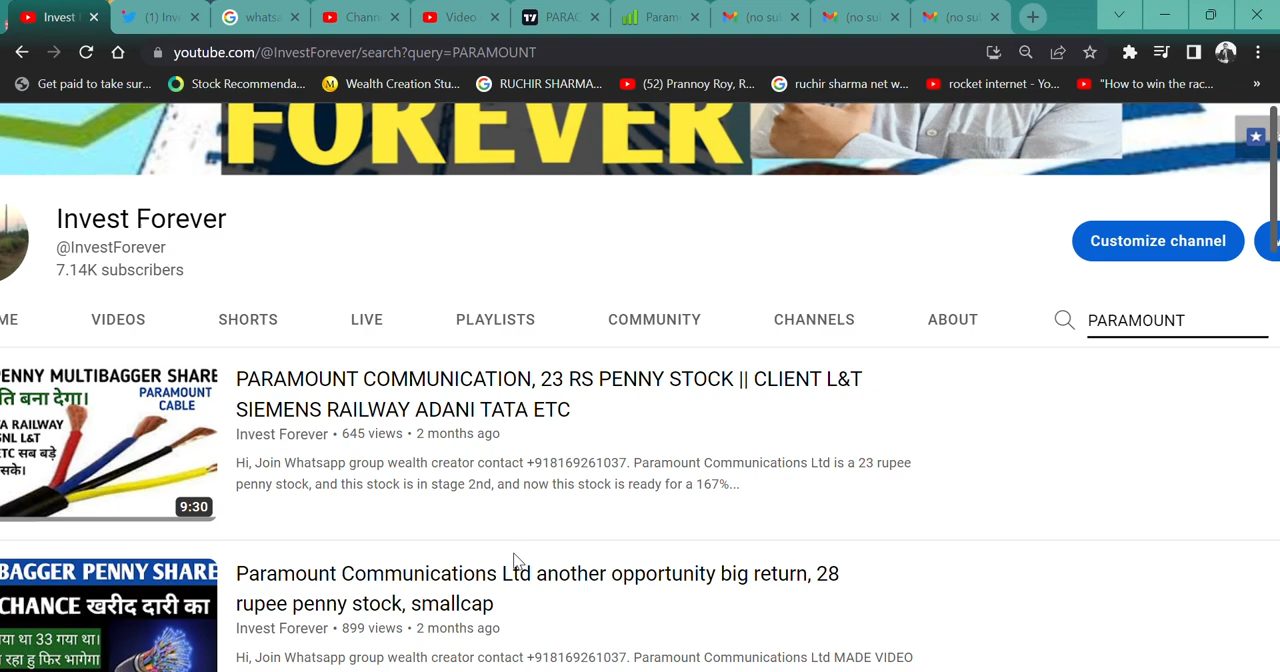 Invest
(1) Inv
whats
Chann
Video
PARAC
Param
(no su
(no su
(no su
youtube.com/@InvestForever/search?query=PARAMOUNT
Get paid to take sur...
Stock Recommenda...
Wealth Creation Stu...
RUCHIR SHARMA...
(52) Prannoy Roy, R...
ruchir sharma net w...
rocket internet - Yo...
"How to win the rac...
»
FOREVER
Invest Forever
@InvestForever
7.14K subscribers
Customize channel
ME VIDEOS SHORTS LIVE PLAYLISTS COMMUNITY CHANNELS ABOUT PARAMOUNT
ENNY MULTIBAGGER SHARE
ति बना देगा।
PARAMOUNT
CABLE
A RAILWAY
SNL L&T
ETC सब बड़े
सके।
9:30
PARAMOUNT COMMUNICATION, 23 RS PENNY STOCK || CLIENT L&T
SIEMENS RAILWAY ADANI TATA ETC
Invest Forever • 645 views • 2 months ago
Hi, Join Whatsapp group wealth creator contact +918169261037. Paramount Communications Ltd is a 23 rupee
penny stock, and this stock is in stage 2nd, and now this stock is ready for a 167%...
BAGGER PENNY SHARE
CHANCE खरीद दारी का
या था 33 गया था।
रहा हु फिर भागेगा
Paramount Communications Ltd another opportunity big return, 28
rupee penny stock, smallcap
Invest Forever • 899 views • 2 months ago
Hi, Join Whatsapp group wealth creator contact +918169261037. Paramount Communications Ltd MADE VIDEO